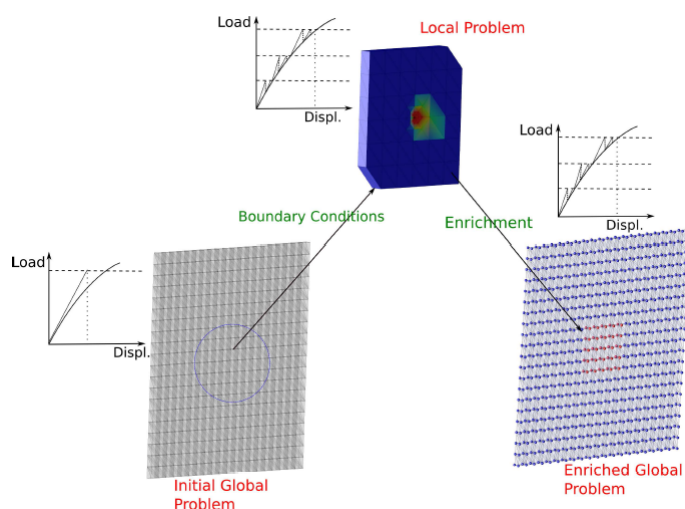 Load
Local Problem
Displ.
Load
Boundary Conditions
Enrichment
Displ.
Load
Displ.
Initial Global
Problem
Enriched Global
Problem